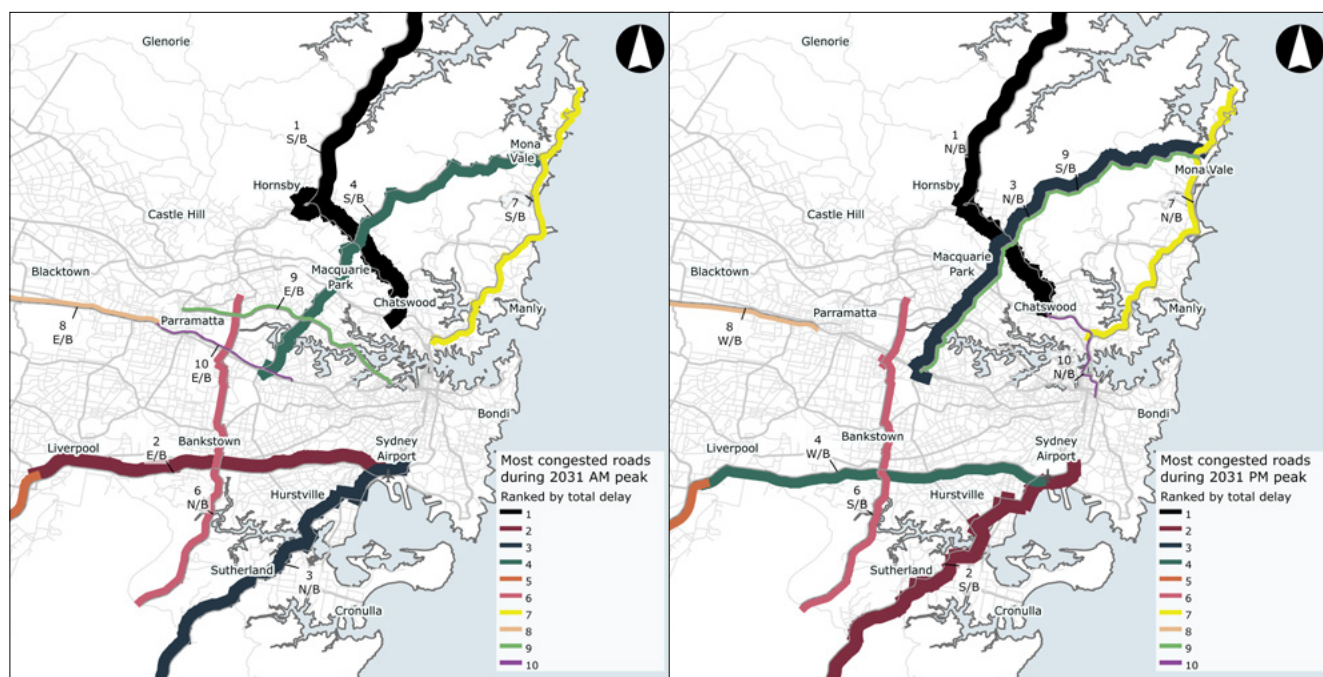 Glenorie
1
S/B
Mona
Vale
Hornsby
4
S/B
Castle Hill
7
S/B
Blacktown
9
E/B
Macquarie
Park
Chatswood
Manly
Parramatta
8
E/B
10
E/B
Bondi
Liverpool
2
E/B
Bankstown
Sydney
Airport
6
N/B
Hurstville
Sutherland
3
N/B
Cronulla
Most congested roads
during 2031 AM peak
Ranked by total delay
1
2
3
4
5
6
7
8
9
10
Glenorie
1
N/B
9
S/B
Mona Vale
Hornsby
3
N/B
7
N/B
Castle Hill
Blacktown
Macquarie
Park
Chatswood
Manly
Parramatta
8
W/B
10
N/B
Bondi
Liverpool
4
W/B
Bankstown
Sydney
Airport
6
S/B
Hurstville
Sutherland
2
S/B
Cronulla
Most congested roads
during 2031 PM peak
Ranked by total delay
1
2
3
4
5
6
7
8
9
10